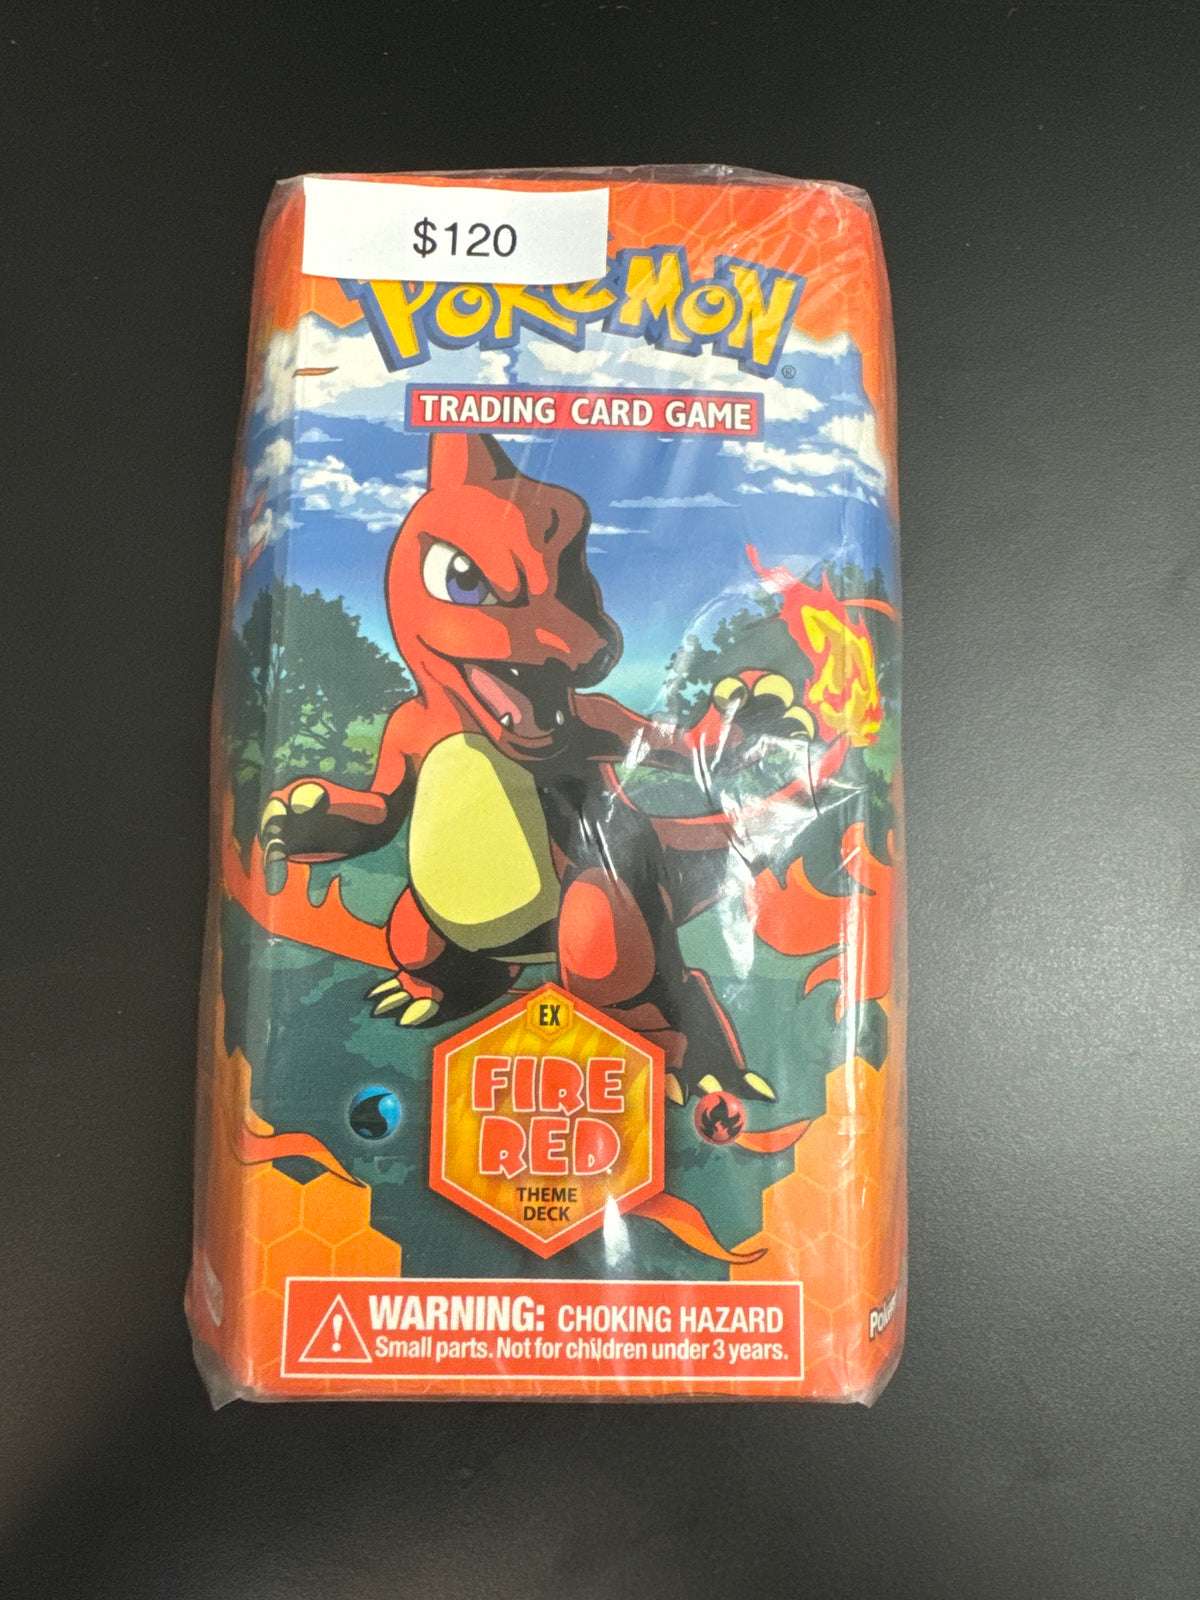 $120
POKéMON®
TRADING CARD GAME
EX
FIRE
RED
THEME
DECK
WARNING: CHOKING HAZARD
Small parts. Not for children under 3 years.